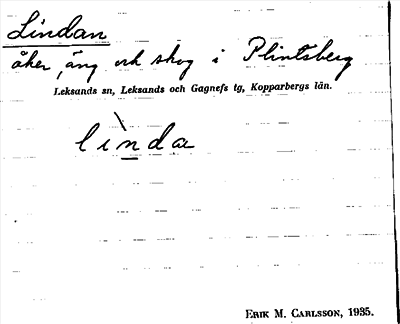 Lindan
åker, äng och skog i Plintsberg
Leksands sn, Leksands och Gagnefs tg, Kopparbergs län.
lìnda
ERIK M. CARLSSON, 1935.